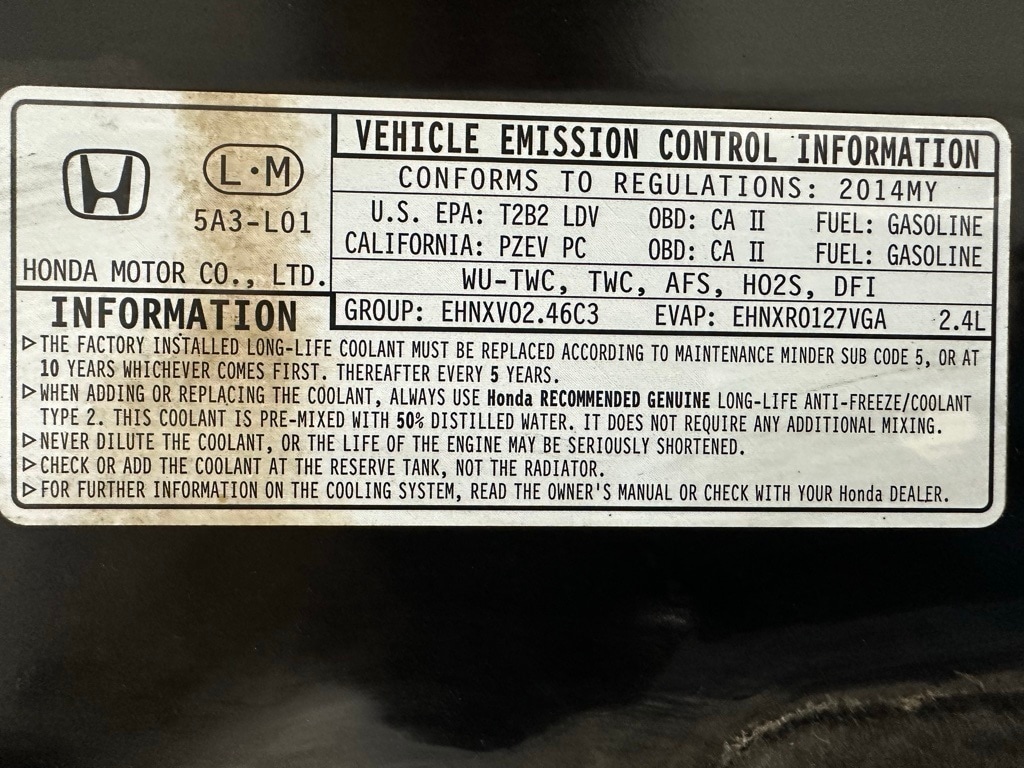 VEHICLE EMISSION CONTROL INFORMATION
L·M
5A3-L01
HONDA MOTOR CO., LTD.
CONFORMS TO REGULATIONS: 2014MY
U.S. EPA: T2B2 LDV OBD: CA II FUEL: GASOLINE
CALIFORNIA: PZEV PC OBD: CA II FUEL: GASOLINE
WU-TWC, TWC, AFS, HO2S, DFI
GROUP: EHNXV02.46C3 EVAP: EHNXR0127VGA 2.4L
INFORMATION
▷THE FACTORY INSTALLED LONG-LIFE COOLANT MUST BE REPLACED ACCORDING TO MAINTENANCE MINDER SUB CODE 5, OR AT
10 YEARS WHICHEVER COMES FIRST. THEREAFTER EVERY 5 YEARS.
▷WHEN ADDING OR REPLACING THE COOLANT, ALWAYS USE Honda RECOMMENDED GENUINE LONG-LIFE ANTI-FREEZE/COOLANT
TYPE 2. THIS COOLANT IS PRE-MIXED WITH 50% DISTILLED WATER. IT DOES NOT REQUIRE ANY ADDITIONAL MIXING.
▷NEVER DILUTE THE COOLANT, OR THE LIFE OF THE ENGINE MAY BE SERIOUSLY SHORTENED.
▷CHECK OR ADD THE COOLANT AT THE RESERVE TANK, NOT THE RADIATOR.
▷FOR FURTHER INFORMATION ON THE COOLING SYSTEM, READ THE OWNER'S MANUAL OR CHECK WITH YOUR Honda DEALER.